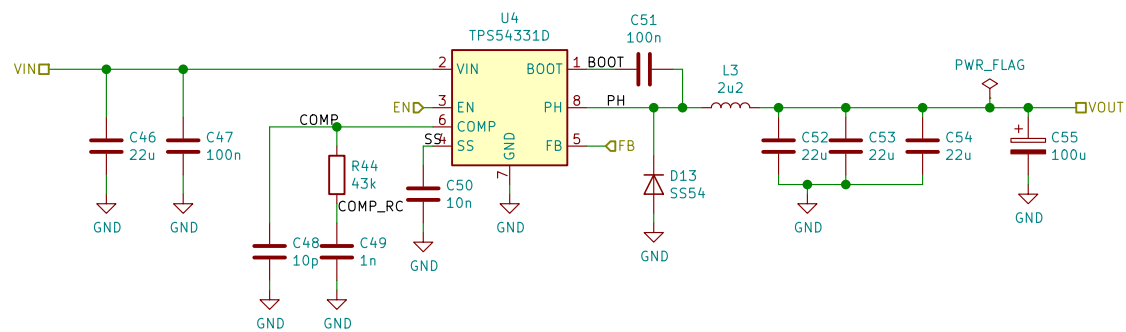 U4
TPS54331D
C51
100n
VIN
2
VIN
BOOT
1
BOOT
L3
2u2
PWR_FLAG
EN
3
EN
PH
8
PH
VOUT
COMP
6
COMP
SS
4
SS
GND
7
FB
5
FB
C46
22u
C47
100n
R44
43k
COMP_RC
C50
10n
D13
SS54
C52
22u
C53
22u
C54
22u
+
C55
100u
GND
GND
GND
GND
GND
C48
10p
C49
1n
GND
GND
GND
GND